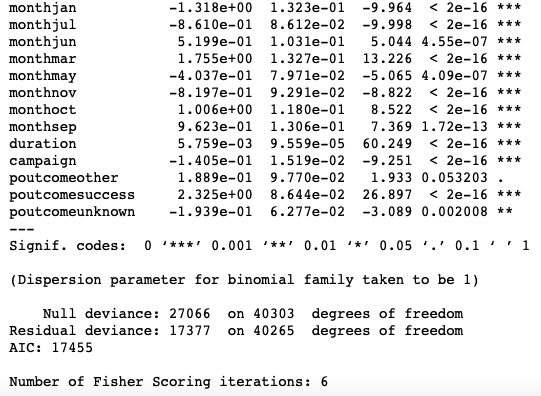 monthjan -1.318e+00 1.323e-01 -9.964 < 2e-16 ***
monthjul -8.610e-01 8.612e-02 -9.998 < 2e-16 ***
monthjun 5.199e-01 1.031e-01 5.044 4.55e-07 ***
monthmar 1.755e+00 1.327e-01 13.226 < 2e-16 ***
monthmay -4.037e-01 7.971e-02 -5.065 4.09e-07 ***
monthnov -8.197e-01 9.291e-02 -8.822 < 2e-16 ***
monthoct 1.006e+00 1.180e-01 8.522 < 2e-16 ***
monthsep 9.623e-01 1.306e-01 7.369 1.72e-13 ***
duration 5.759e-03 9.559e-05 60.249 < 2e-16 ***
campaign -1.405e-01 1.519e-02 -9.251 < 2e-16 ***
poutcomeother 1.889e-01 9.770e-02 1.933 0.053203 .
poutcomesuccess 2.325e+00 8.644e-02 26.897 < 2e-16 ***
poutcomeunknown -1.939e-01 6.277e-02 -3.089 0.002008 **
---
Signif. codes: 0 ‘***’ 0.001 ‘**’ 0.01 ‘*’ 0.05 ‘.’ 0.1 ‘ ’ 1
(Dispersion parameter for binomial family taken to be 1)
Null deviance: 27066 on 40303 degrees of freedom
Residual deviance: 17377 on 40265 degrees of freedom
AIC: 17455
Number of Fisher Scoring iterations: 6